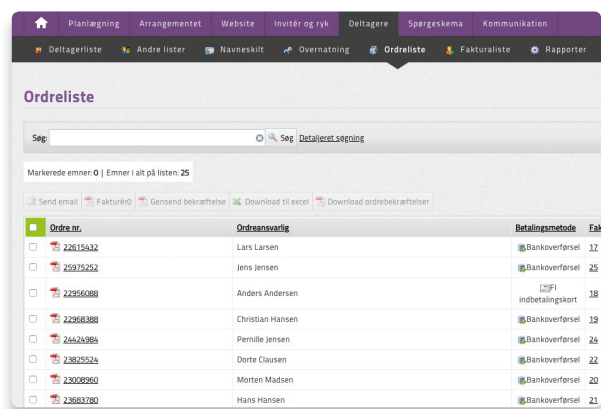 Planlægning Arrangementet Website Invitér og ryk Deltagere Spørgeskema Kommunikation
Deltagerliste Andre lister Navneskilt Overnatning Ordreliste Fakturaliste Rapporter
Ordreliste
Søg: Søg Detaljeret søgning
Markerede emner: 0 | Emner i alt på listen: 25
Send email Fakturér0 Gensend bekræftelse Download til excel Download ordrebekræftelser
Ordre nr. Ordreansvarlig Betalingsmetode Fak
22615432 Lars Larsen Bankoverførsel 17
25975252 Jens Jensen Bankoverførsel 25
22956088 Anders Andersen FI indbetalingskort 18
22968388 Christian Hansen Bankoverførsel 19
24424984 Pernille Jensen Bankoverførsel 24
23825524 Dorte Clausen Bankoverførsel 22
23008960 Morten Madsen Bankoverførsel 20
23683780 Hans Hansen Bankoverførsel 21